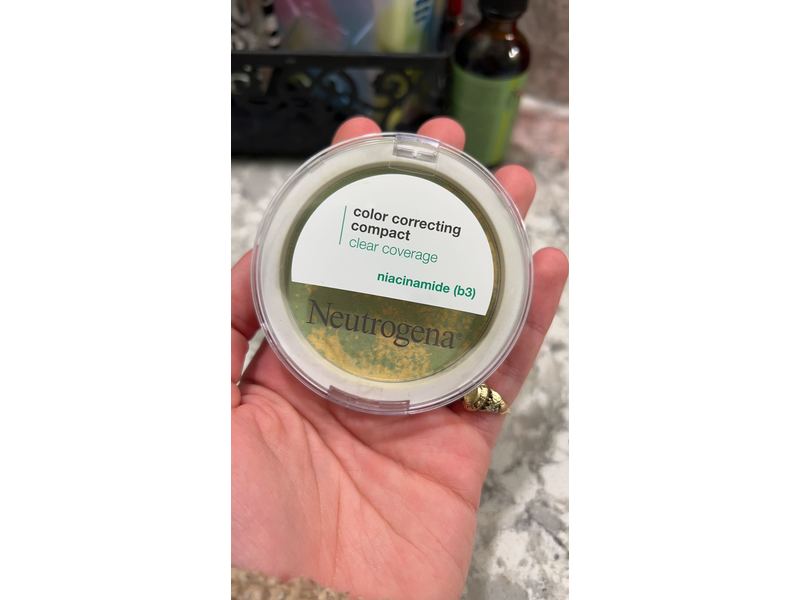 color correcting
compact
clear coverage
niacinamide (b3)
Neutrogena®